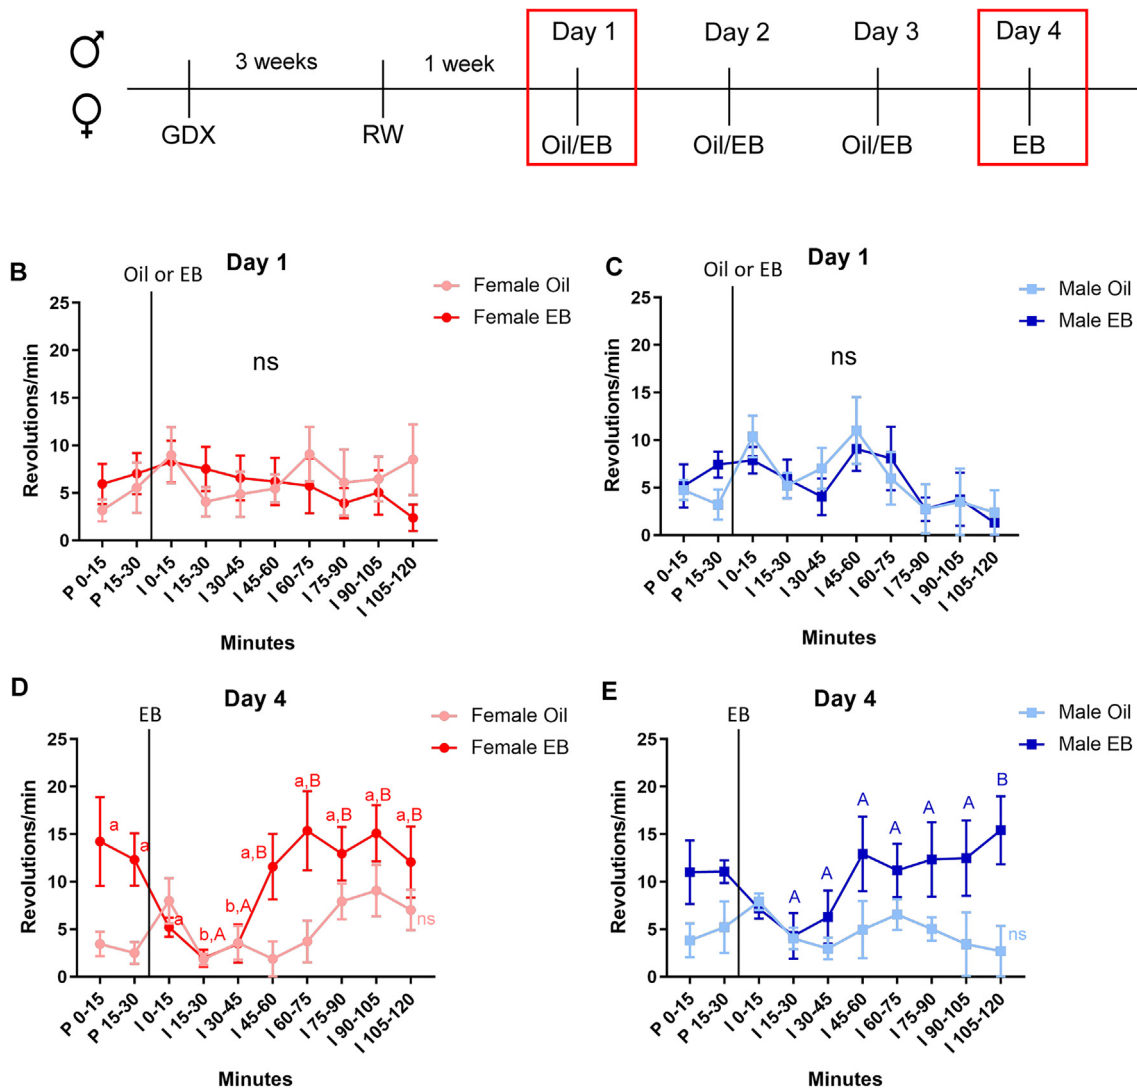 Day 1 Day 2 Day 3 Day 4
3 weeks 1 week
GDX RW Oil/EB Oil/EB Oil/EB EB
B
Day 1
Oil or EB
Female Oil
Female EB
ns
Revolutions/min
25
20
15
10
5
0
P 0-15
P 15-30
I 0-15
I 15-30
I 30-45
I 45-60
I 60-75
I 75-90
I 90-105
I 105-120
Minutes
C
Day 1
Oil or EB
Male Oil
Male EB
ns
Revolutions/min
25
20
15
10
5
0
P 0-15
P 15-30
I 0-15
I 15-30
I 30-45
I 45-60
I 60-75
I 75-90
I 90-105
I 105-120
Minutes
D
Day 4
EB
Female Oil
Female EB
Revolutions/min
25
20
15
10
5
0
a
a
a
b,A
b,A
a,B
a,B
a,B
a,B
a,B
ns
P 0-15
P 15-30
I 0-15
I 15-30
I 30-45
I 45-60
I 60-75
I 75-90
I 90-105
I 105-120
Minutes
E
Day 4
EB
Male Oil
Male EB
Revolutions/min
25
20
15
10
5
0
A
A
A
A
A
A
B
ns
P 0-15
P 15-30
I 0-15
I 15-30
I 30-45
I 45-60
I 60-75
I 75-90
I 90-105
I 105-120
Minutes